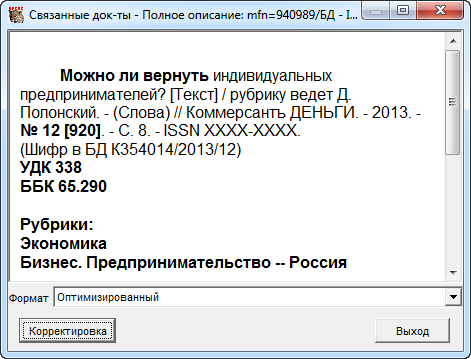 Связанные док-ты - Полное описание: mfn=940989/БД - I...
Можно ли вернуть индивидуальных
предпринимателей? [Текст] / рубрику ведет Д.
Полонский. - (Слова) // Коммерсантъ ДЕНЬГИ. - 2013. -
№ 12 [920]. - С. 8. - ISSN XXXX-XXXX.
(Шифр в БД К354014/2013/12)
УДК 338
ББК 65.290
Рубрики:
Экономика
Бизнес. Предпринимательство -- Россия
Формат Оптимизированный
Корректировка Выход